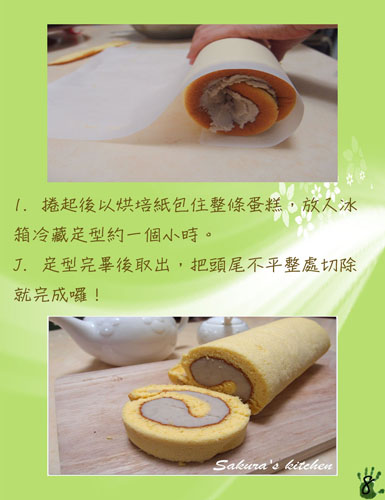 I. 捲起後以烘培紙包住整條蛋糕，放入冰
箱冷藏定型約一個小時。
J. 定型完畢後取出，把頭尾不平整處切除
就完成囉！
Sakura's kitchen
8